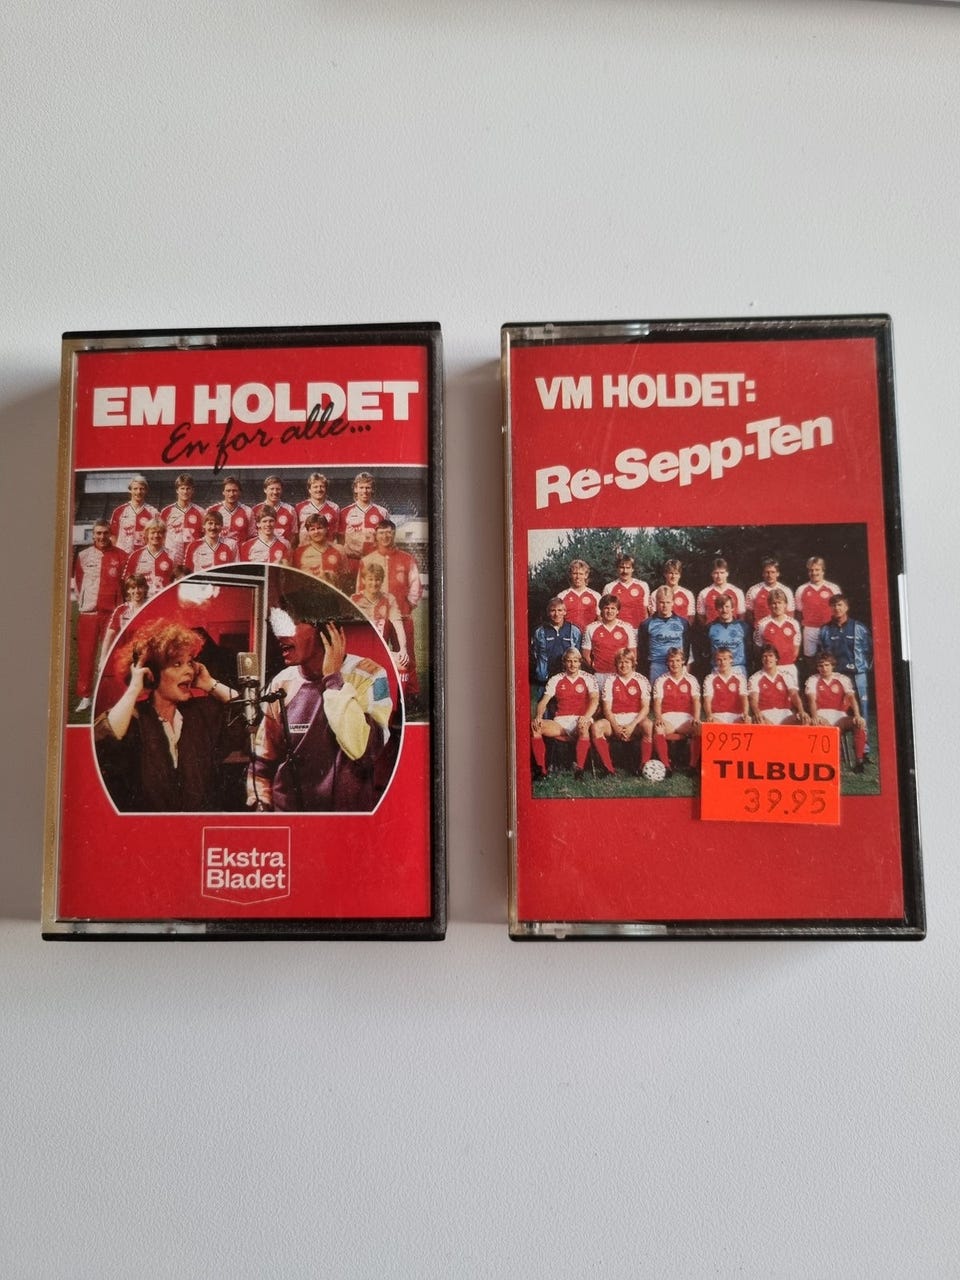 EM HOLDET
En for alle...
Ekstra
Bladet
VM HOLDET:
Re-Sepp-Ten
9957 70
TILBUD
39.95